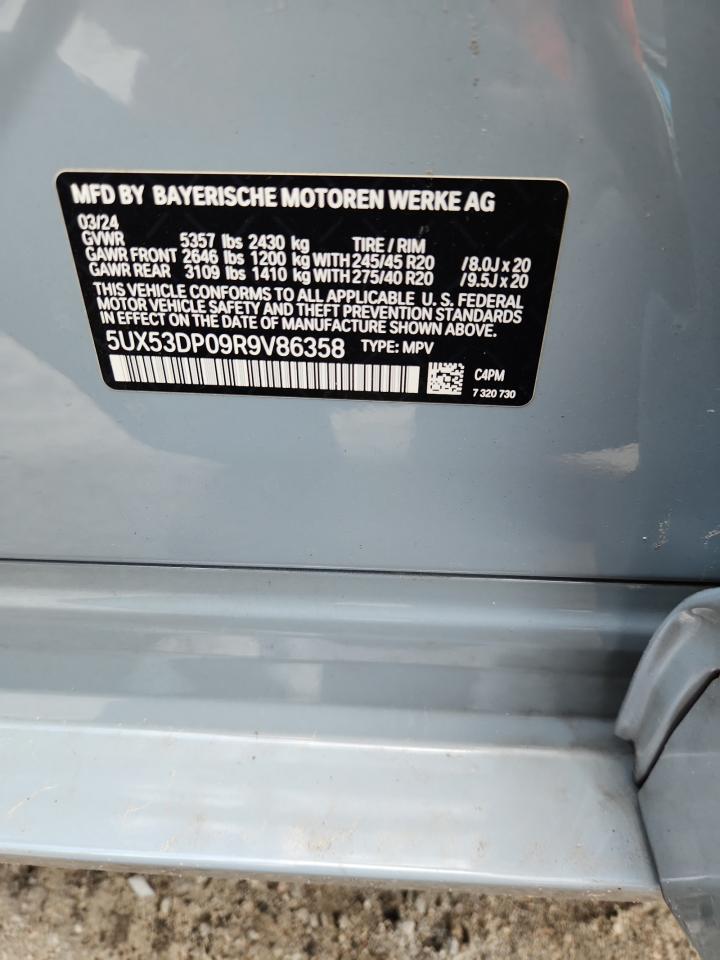 MFD BY BAYERISCHE MOTOREN WERKE AG
03/24
GVWR 5357 lbs 2430 kg TIRE / RIM
GAWR FRONT 2646 lbs 1200 kg WITH 245/45 R20 /8.0J x 20
GAWR REAR 3109 lbs 1410 kg WITH 275/40 R20 /9.5J x 20
THIS VEHICLE CONFORMS TO ALL APPLICABLE U. S. FEDERAL
MOTOR VEHICLE SAFETY AND THEFT PREVENTION STANDARDS
IN EFFECT ON THE DATE OF MANUFACTURE SHOWN ABOVE.
5UX53DP09R9V86358 TYPE: MPV
C4PM
7 320 730